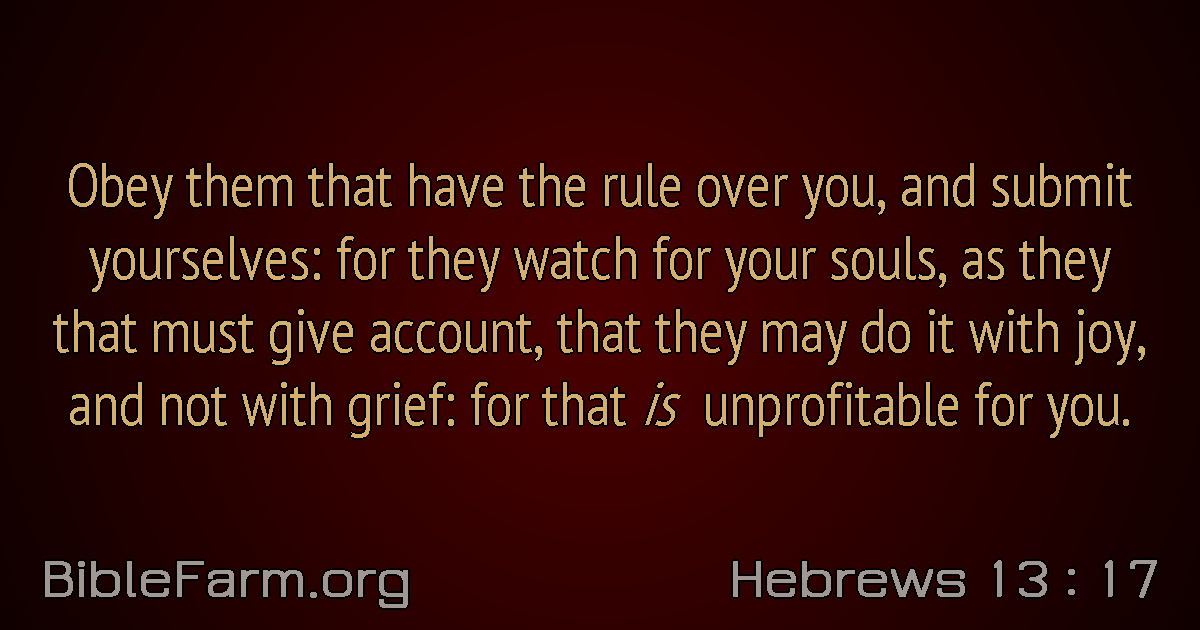 Obey them that have the rule over you, and submit
yourselves: for they watch for your souls, as they
that must give account, that they may do it with joy,
and not with grief: for that is unprofitable for you.
BibleFarm.org
Hebrews 13 : 17